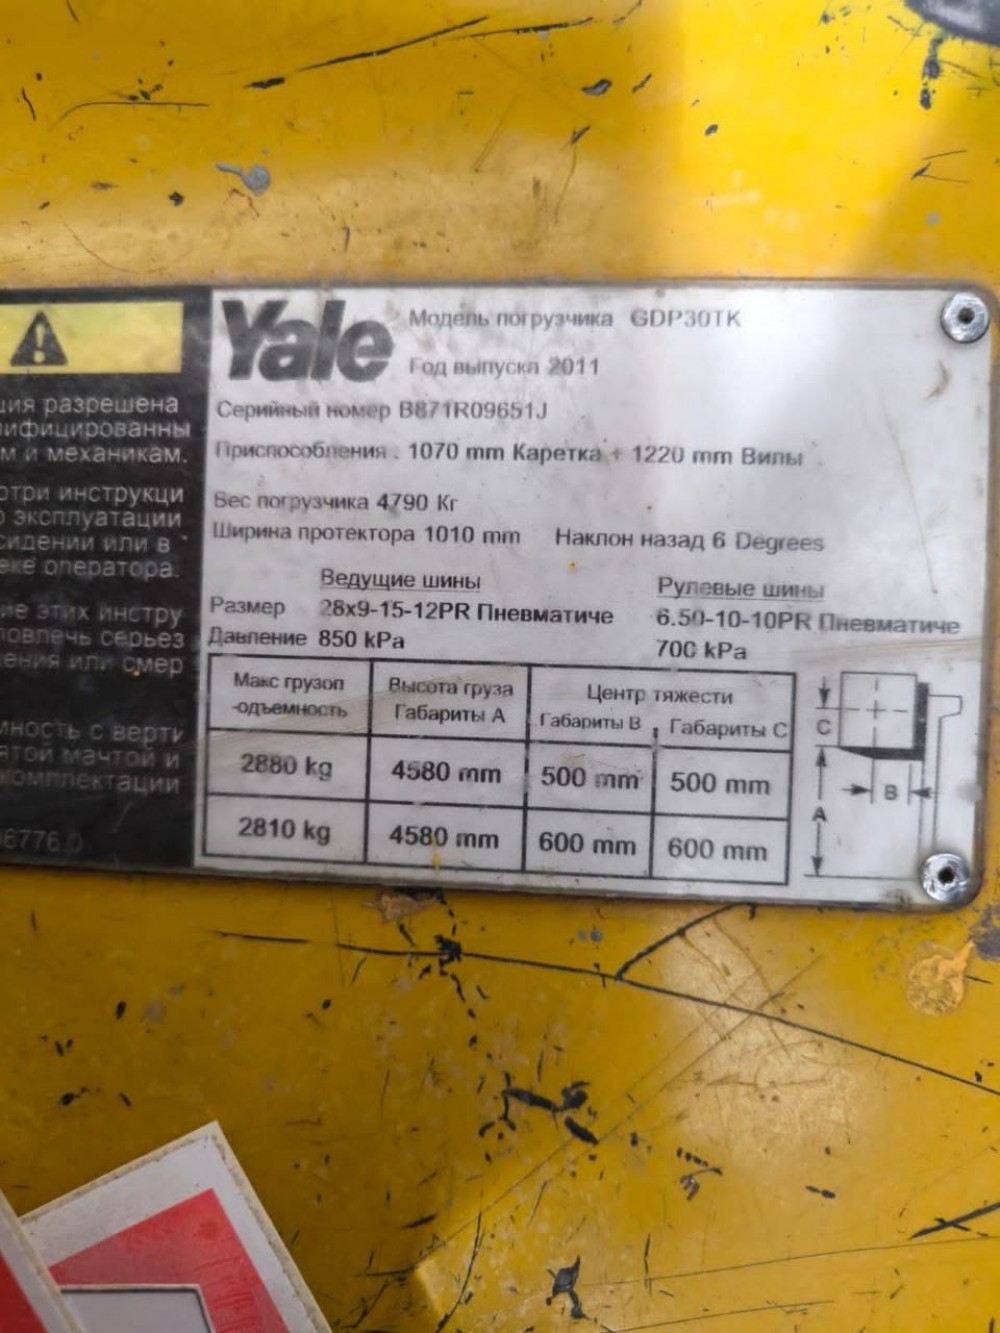 ция разрешена
ифицированны
м и механикам.
отри инструкци
о эксплуатации
сидении или в
еке оператора.
ие этих инстру
повлечь серьез
ения или смер
мность с верти
ятой мачтой и
комплектации
6776.0
Yale
Модель погрузчика GDP30TK
Год выпуска 2011
Серийный номер B871R09651J
Приспособления . 1070 mm Каретка + 1220 mm Вилы
Вес погрузчика 4790 Кг
Ширина протектора 1010 mm Наклон назад 6 Degrees
Ведущие шины Рулевые шины
Размер 28x9-15-12PR Пневматиче 6.50-10-10PR Пневматиче
Давление 850 kPa 700 kPa
Макс грузоп Высота груза Центр тяжести
-одъемность Габариты A Габариты B Габариты C
2880 kg 4580 mm 500 mm 500 mm
2810 kg 4580 mm 600 mm 600 mm
C
B
A